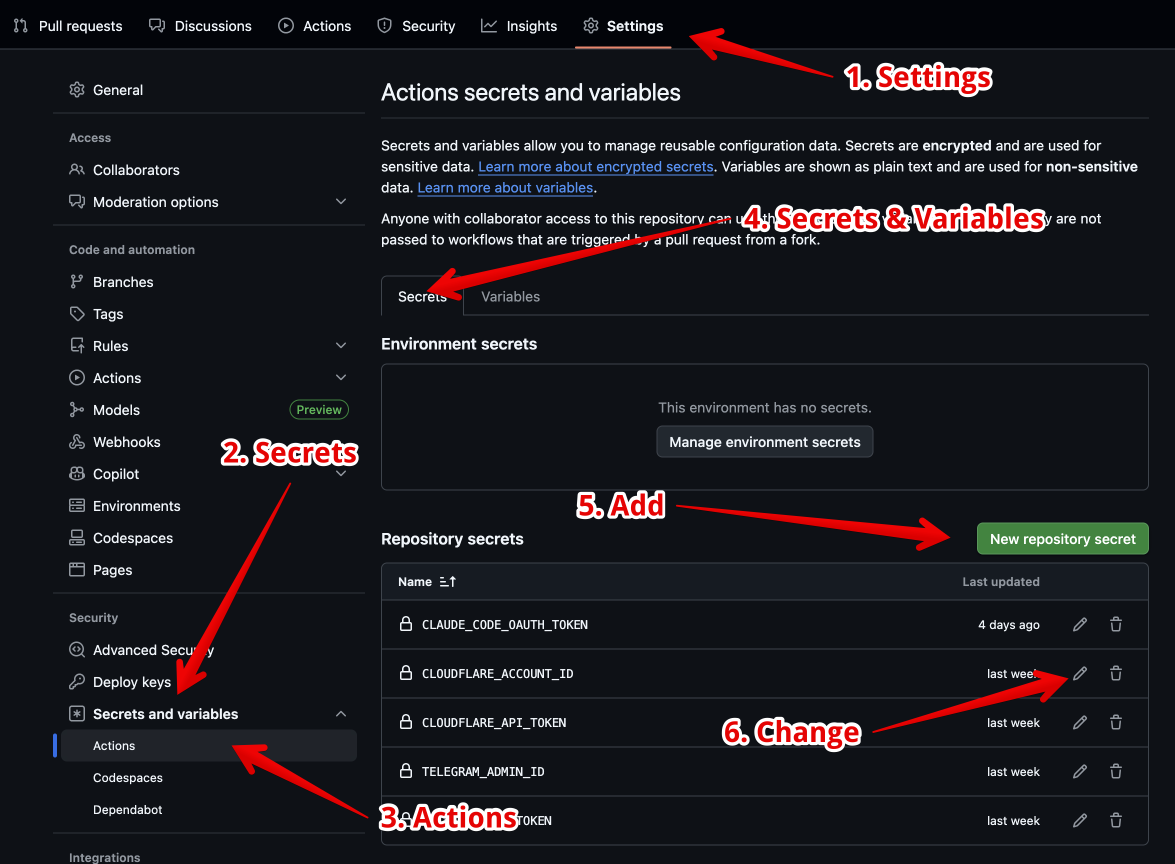 Pull requests
Discussions
Actions
Security
Insights
Settings
1. Settings
General
Access
Collaborators
Moderation options
Code and automation
Branches
Tags
Rules
Actions
Models
Preview
Webhooks
2. Secrets
Copilot
Environments
Codespaces
Pages
Security
Advanced Security
Deploy keys
Secrets and variables
Actions
Codespaces
Dependabot
3. Actions
Integrations
Actions secrets and variables
Secrets and variables allow you to manage reusable configuration data. Secrets are encrypted and are used for
sensitive data. Learn more about encrypted secrets. Variables are shown as plain text and are used for non-sensitive
data. Learn more about variables.
Anyone with collaborator access to this repository can
4. Secrets & Variables
are not
passed to workflows that are triggered by a pull request from a fork.
Secrets
Variables
Environment secrets
This environment has no secrets.
Manage environment secrets
5. Add
Repository secrets
New repository secret
Name
Last updated
CLAUDE_CODE_OAUTH_TOKEN
4 days ago
CLOUDFLARE_ACCOUNT_ID
last week
CLOUDFLARE_API_TOKEN
last week
6. Change
TELEGRAM_ADMIN_ID
last week
TOKEN
last week